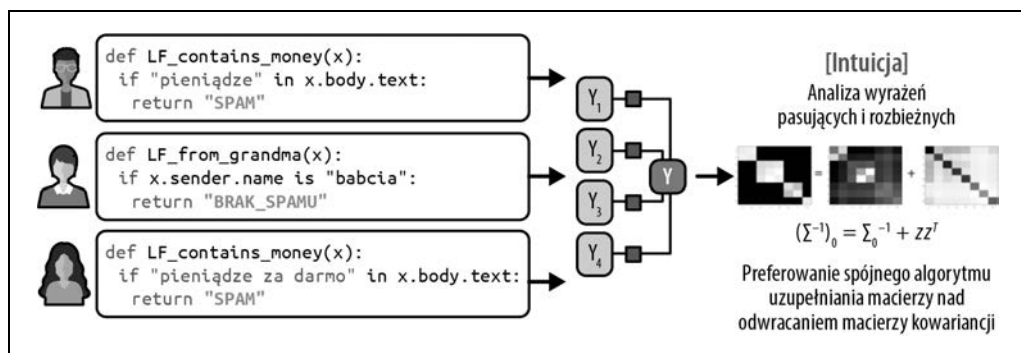 def LF_contains_money(x):
if "pieniądze" in x.body.text:
return "SPAM"
def LF_from_grandma(x):
if x.sender.name is "babcia":
return "BRAK_SPAMU"
def LF_contains_money(x):
if "pieniądze za darmo" in x.body.text:
return "SPAM"
Y₁
Y₂
Y₃
Y₄
Y
[Intuicja]
Analiza wyrażeń
pasujących i rozbieżnych
= +
(Σ⁻¹)₀ = Σ₀⁻¹ + zzᵀ
Preferowanie spójnego algorytmu
uzupełniania macierzy nad
odwracaniem macierzy kowariancji